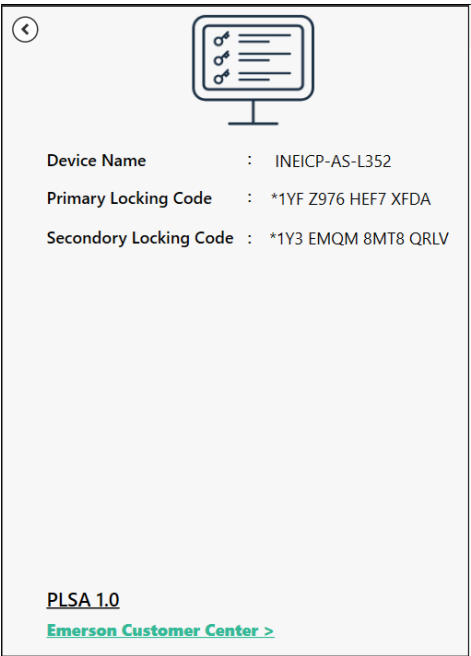 Device Name : INEICP-AS-L352
Primary Locking Code : *1YF Z976 HEF7 XFDA
Secondory Locking Code : *1Y3 EMQM 8MT8 QRLV
PLSA 1.0
Emerson Customer Center >